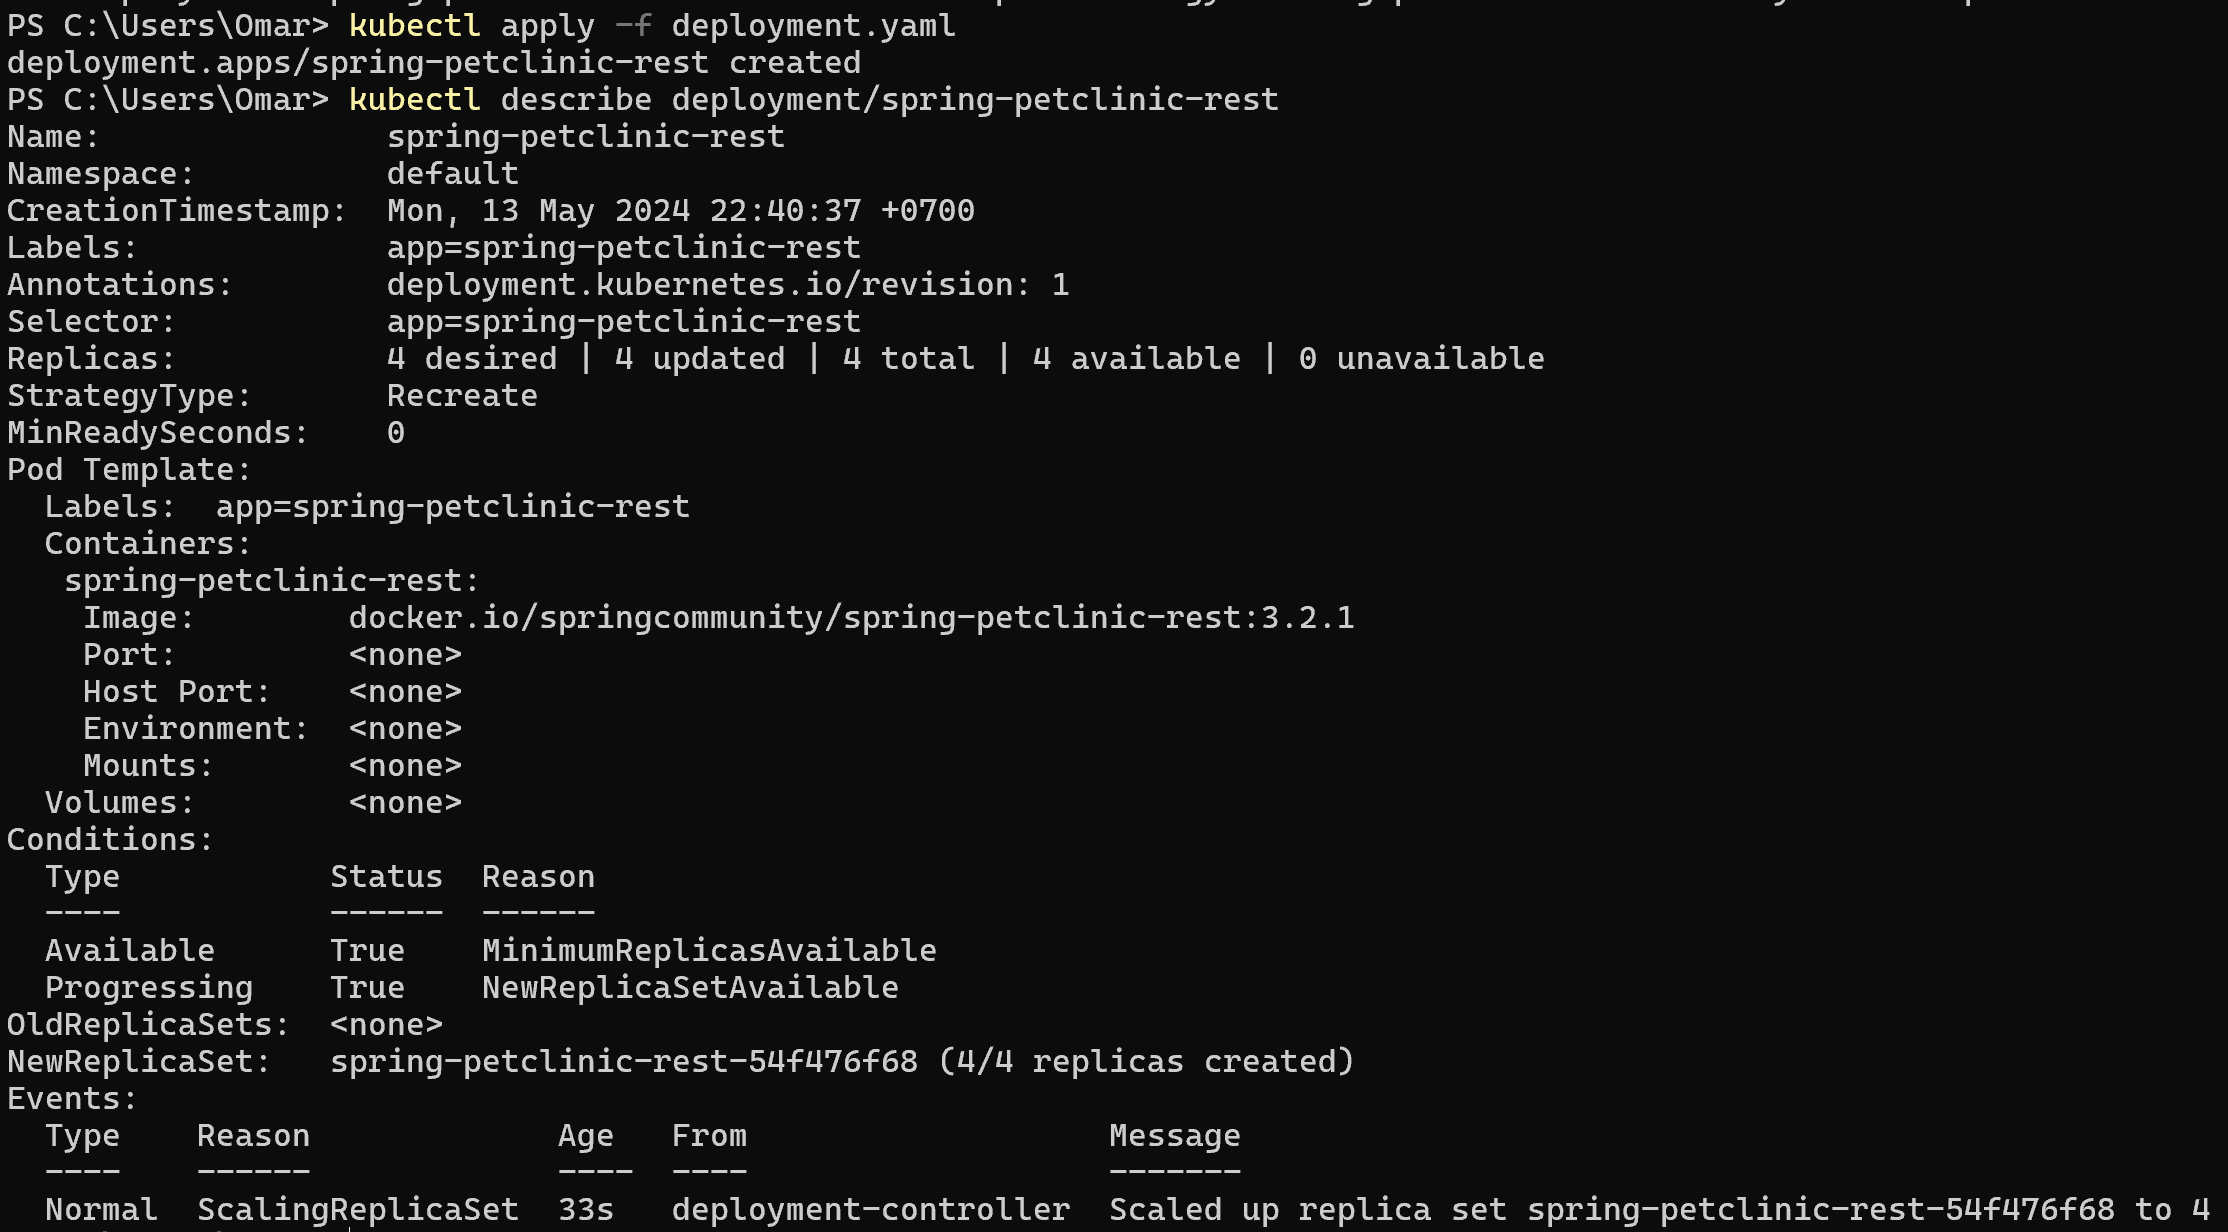 PS C:\Users\Omar> kubectl apply -f deployment.yaml
deployment.apps/spring-petclinic-rest created
PS C:\Users\Omar> kubectl describe deployment/spring-petclinic-rest
Name:               spring-petclinic-rest
Namespace:          default
CreationTimestamp:  Mon, 13 May 2024 22:40:37 +0700
Labels:             app=spring-petclinic-rest
Annotations:        deployment.kubernetes.io/revision: 1
Selector:           app=spring-petclinic-rest
Replicas:           4 desired | 4 updated | 4 total | 4 available | 0 unavailable
StrategyType:       Recreate
MinReadySeconds:    0
Pod Template:
  Labels:  app=spring-petclinic-rest
  Containers:
   spring-petclinic-rest:
    Image:        docker.io/springcommunity/spring-petclinic-rest:3.2.1
    Port:         <none>
    Host Port:    <none>
    Environment:  <none>
    Mounts:       <none>
  Volumes:        <none>
Conditions:
  Type           Status  Reason
  ----           ------  ------
  Available      True    MinimumReplicasAvailable
  Progressing    True    NewReplicaSetAvailable
OldReplicaSets:  <none>
NewReplicaSet:   spring-petclinic-rest-54f476f68 (4/4 replicas created)
Events:
  Type    Reason             Age   From                   Message
  ----    ------             ----  ----                   -------
  Normal  ScalingReplicaSet  33s   deployment-controller  Scaled up replica set spring-petclinic-rest-54f476f68 to 4